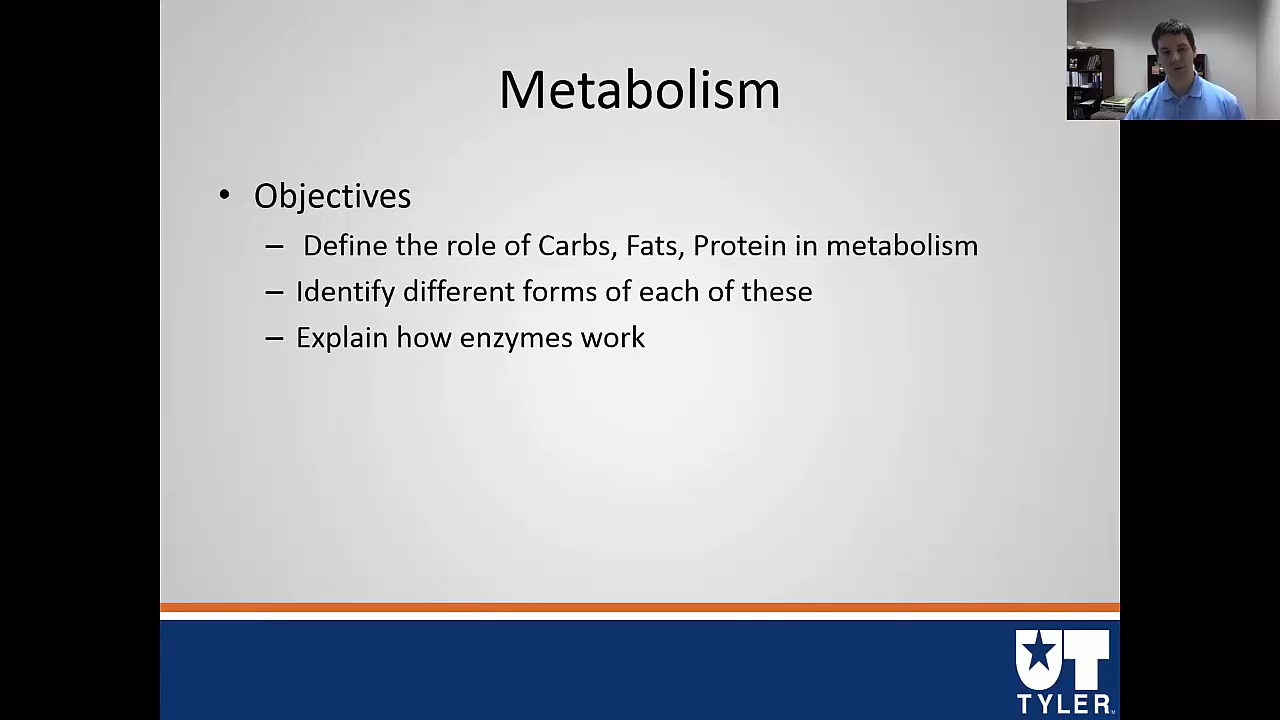 Metabolism
• Objectives
– Define the role of Carbs, Fats, Protein in metabolism
– Identify different forms of each of these
– Explain how enzymes work
UT
TYLER™